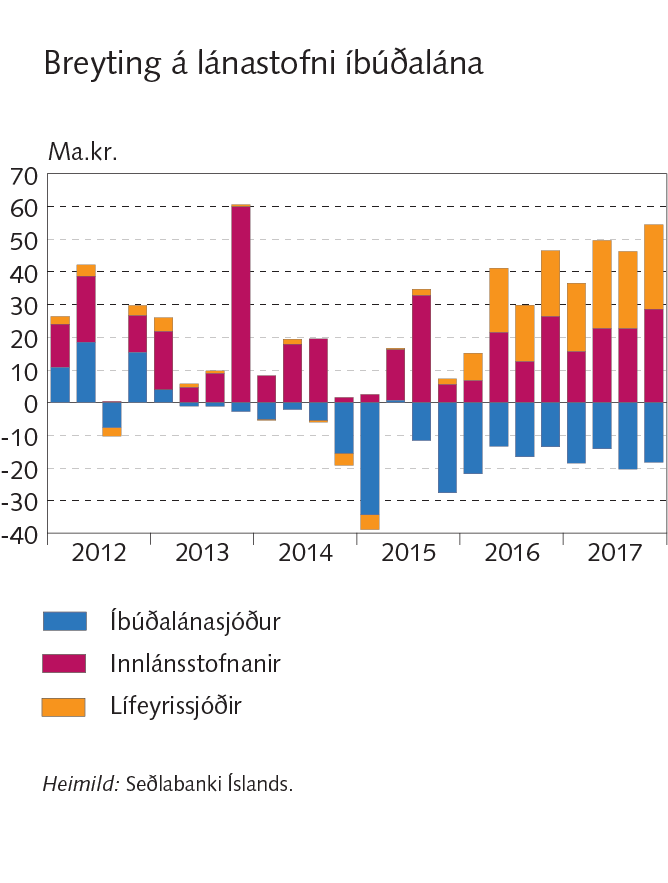 Breyting á lánastofni íbúðalána
Ma.kr.
70
60
50
40
30
20
10
0
-10
-20
-30
-40
2012 2013 2014 2015 2016 2017
Íbúðalánasjóður
Innlánsstofnanir
Lífeyrissjóðir
Heimild: Seðlabanki Íslands.